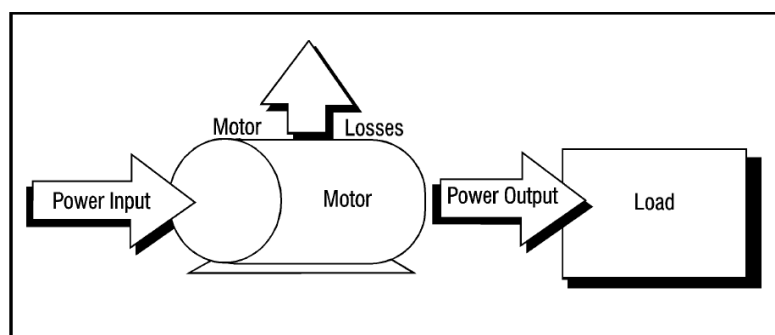 Motor Losses
Power Input
Motor
Power Output
Load